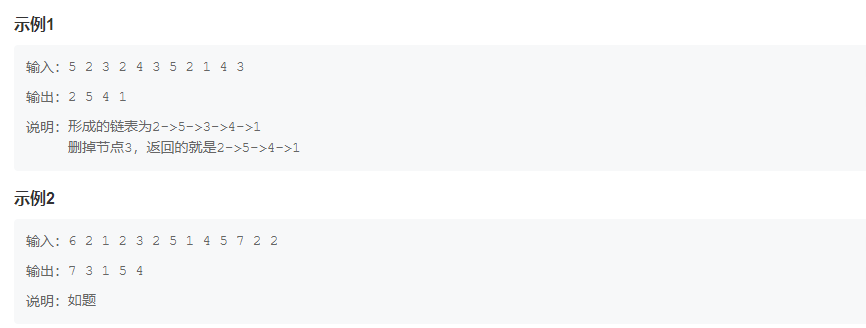 示例1
输入：5 2 3 2 4 3 5 2 1 4 3
输出：2 5 4 1
说明：形成的链表为2->5->3->4->1
删掉节点3，返回的就是2->5->4->1
示例2
输入：6 2 1 2 3 2 5 1 4 5 7 2 2
输出：7 3 1 5 4
说明：如题